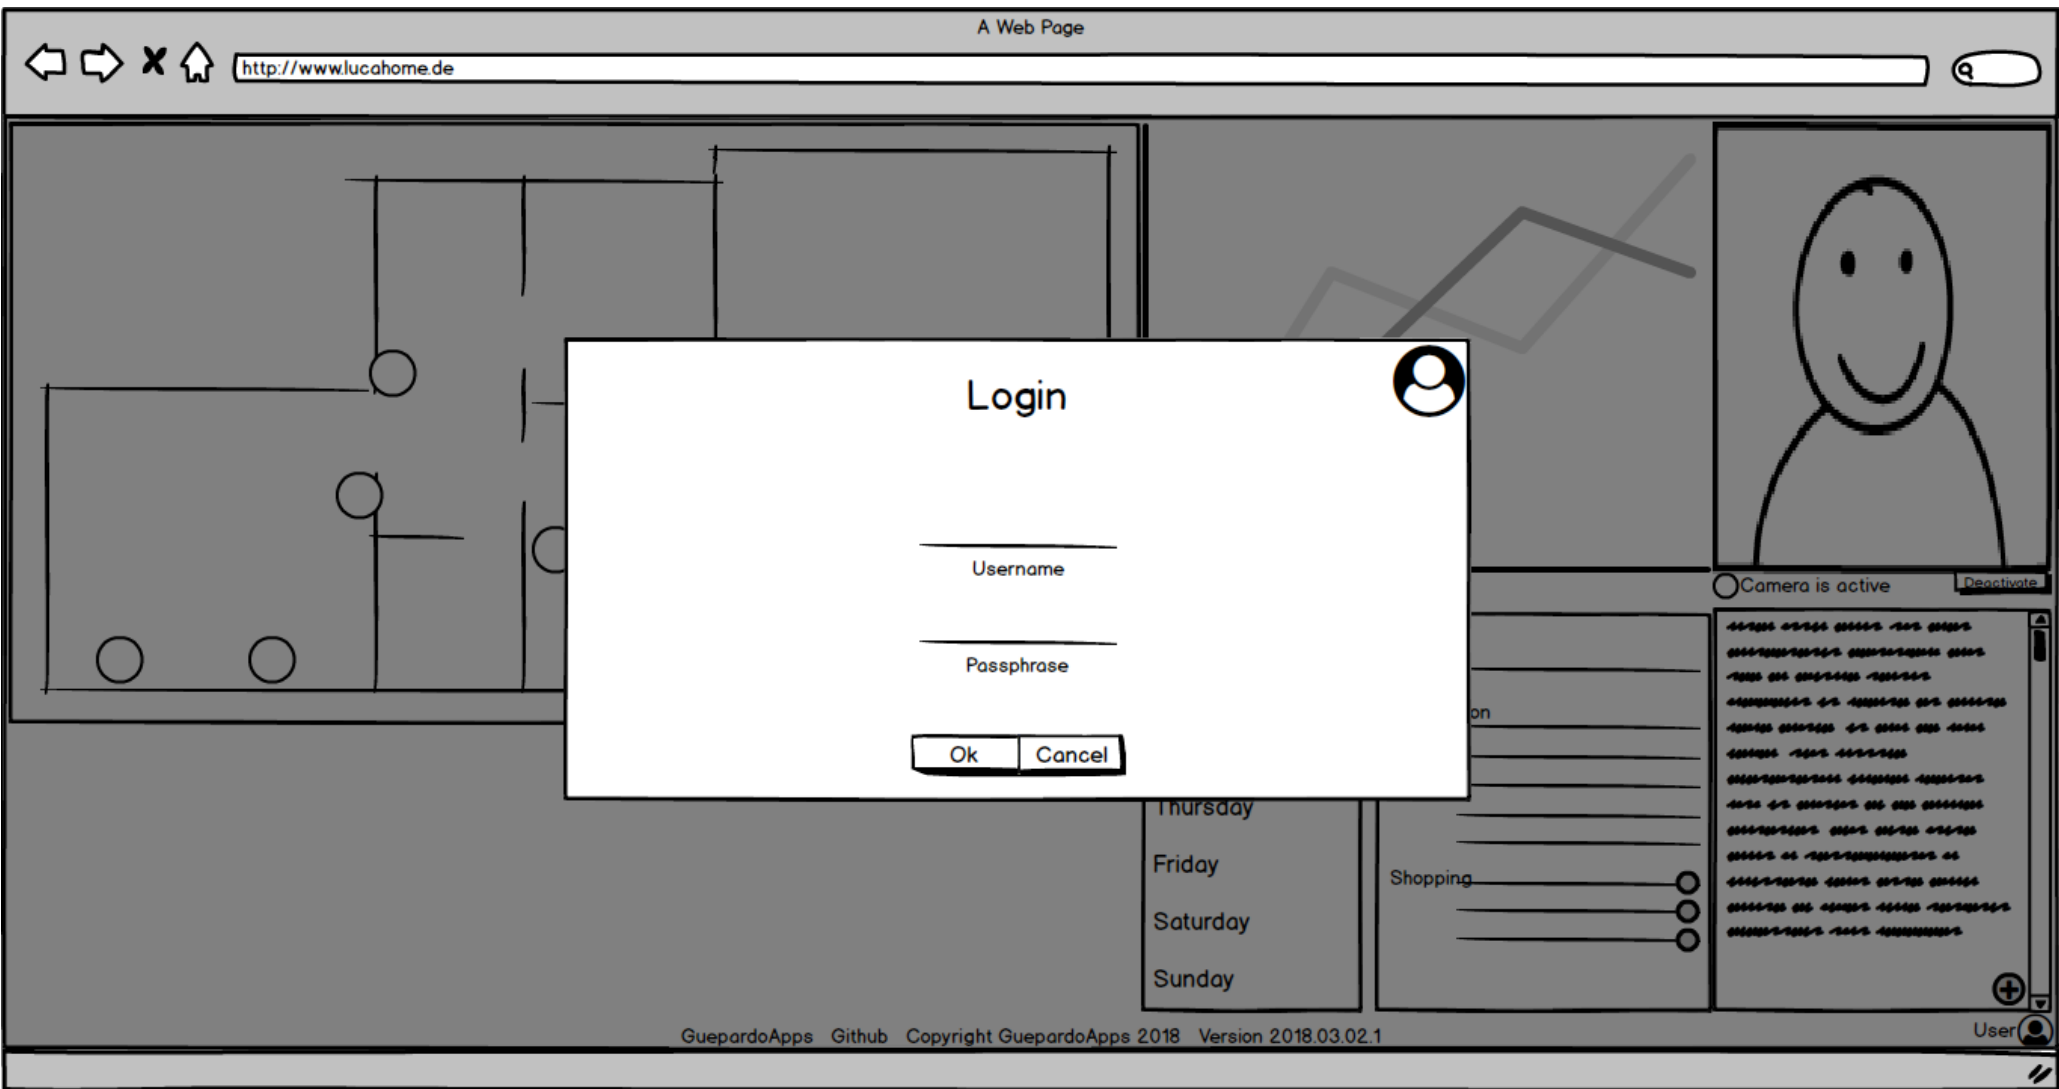 A Web Page
http://www.lucahome.de
Login
Username
Camera is active
Deactivate
Passphrase
on
Ok
Cancel
Thursday
Friday
Shopping
Saturday
Sunday
GuepardoApps Github Copyright GuepardoApps 2018 Version 2018.03.02.1
User